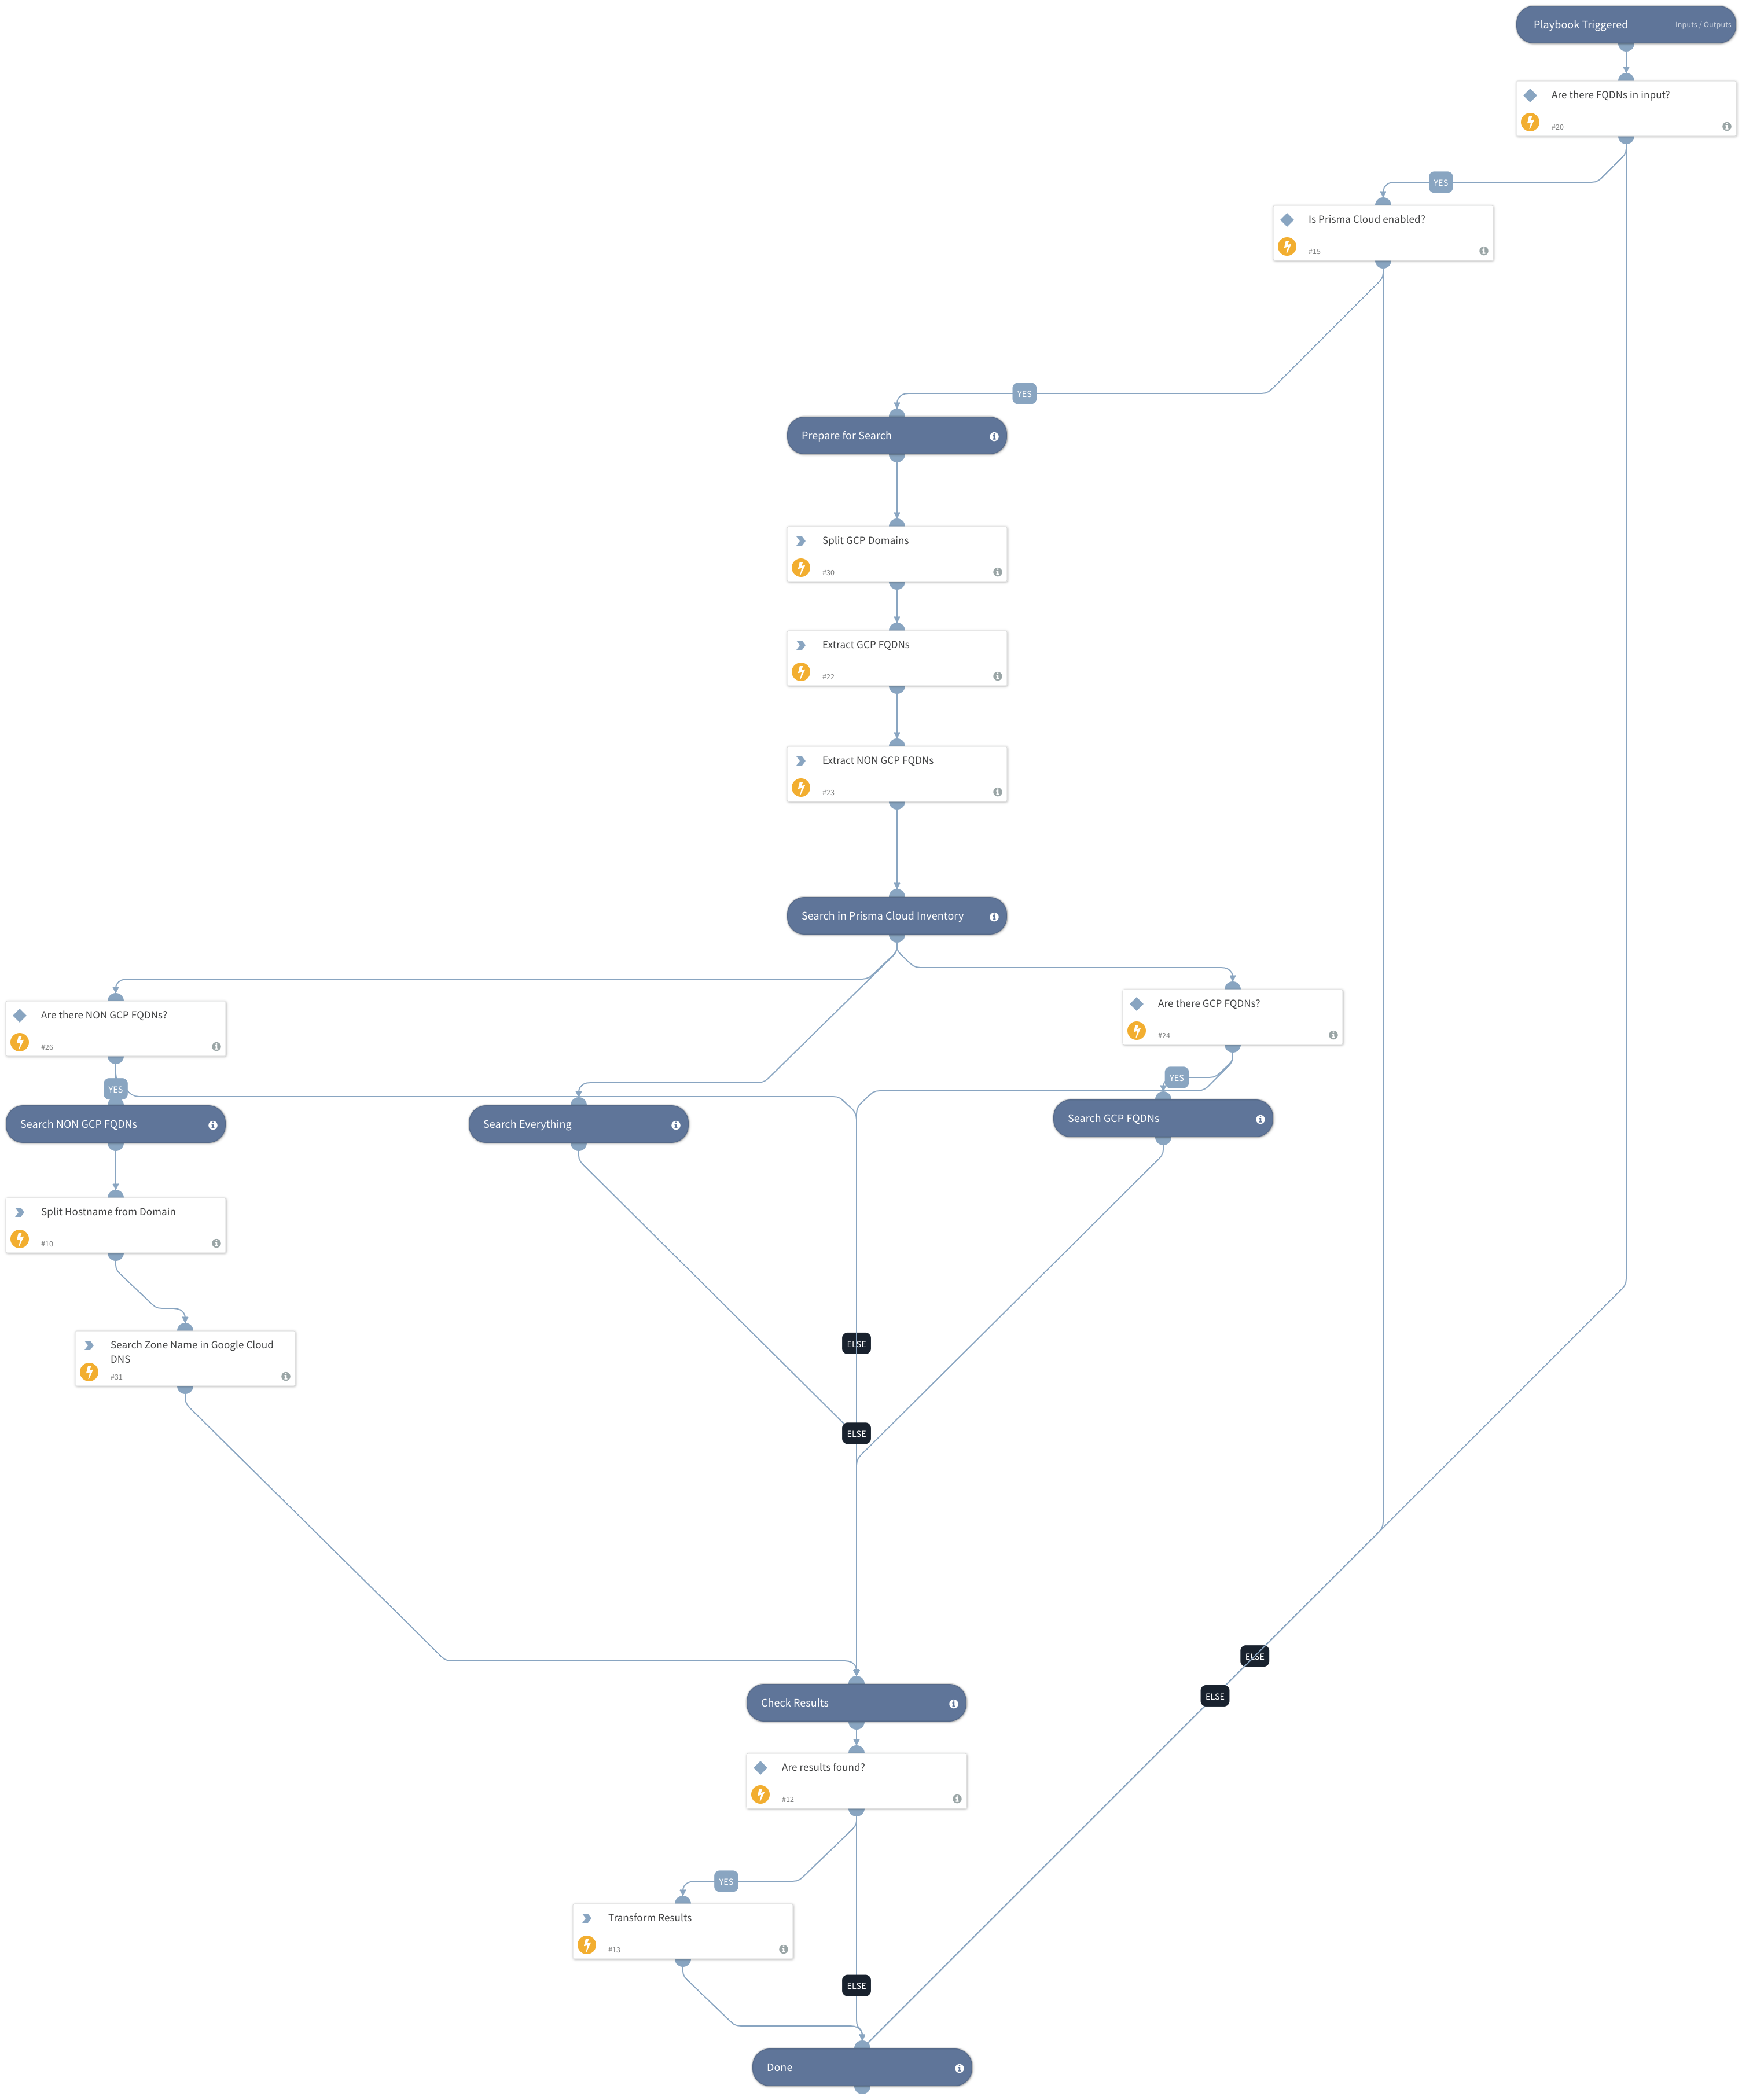 Playbook Triggered
Inputs / Outputs
Are there FQDNs in input?
#20
YES
Is Prisma Cloud enabled?
#15
YES
Prepare for Search
Split GCP Domains
#30
Extract GCP FQDNs
#22
Extract NON GCP FQDNs
#23
Search in Prisma Cloud Inventory
Are there NON GCP FQDNs?
#26
Are there GCP FQDNs?
#24
YES
YES
Search NON GCP FQDNs
Search Everything
Search GCP FQDNs
Split Hostname from Domain
#10
Search Zone Name in Google Cloud
DNS
#31
ELSE
ELSE
ELSE
ELSE
Check Results
Are results found?
#12
YES
Transform Results
#13
ELSE
Done